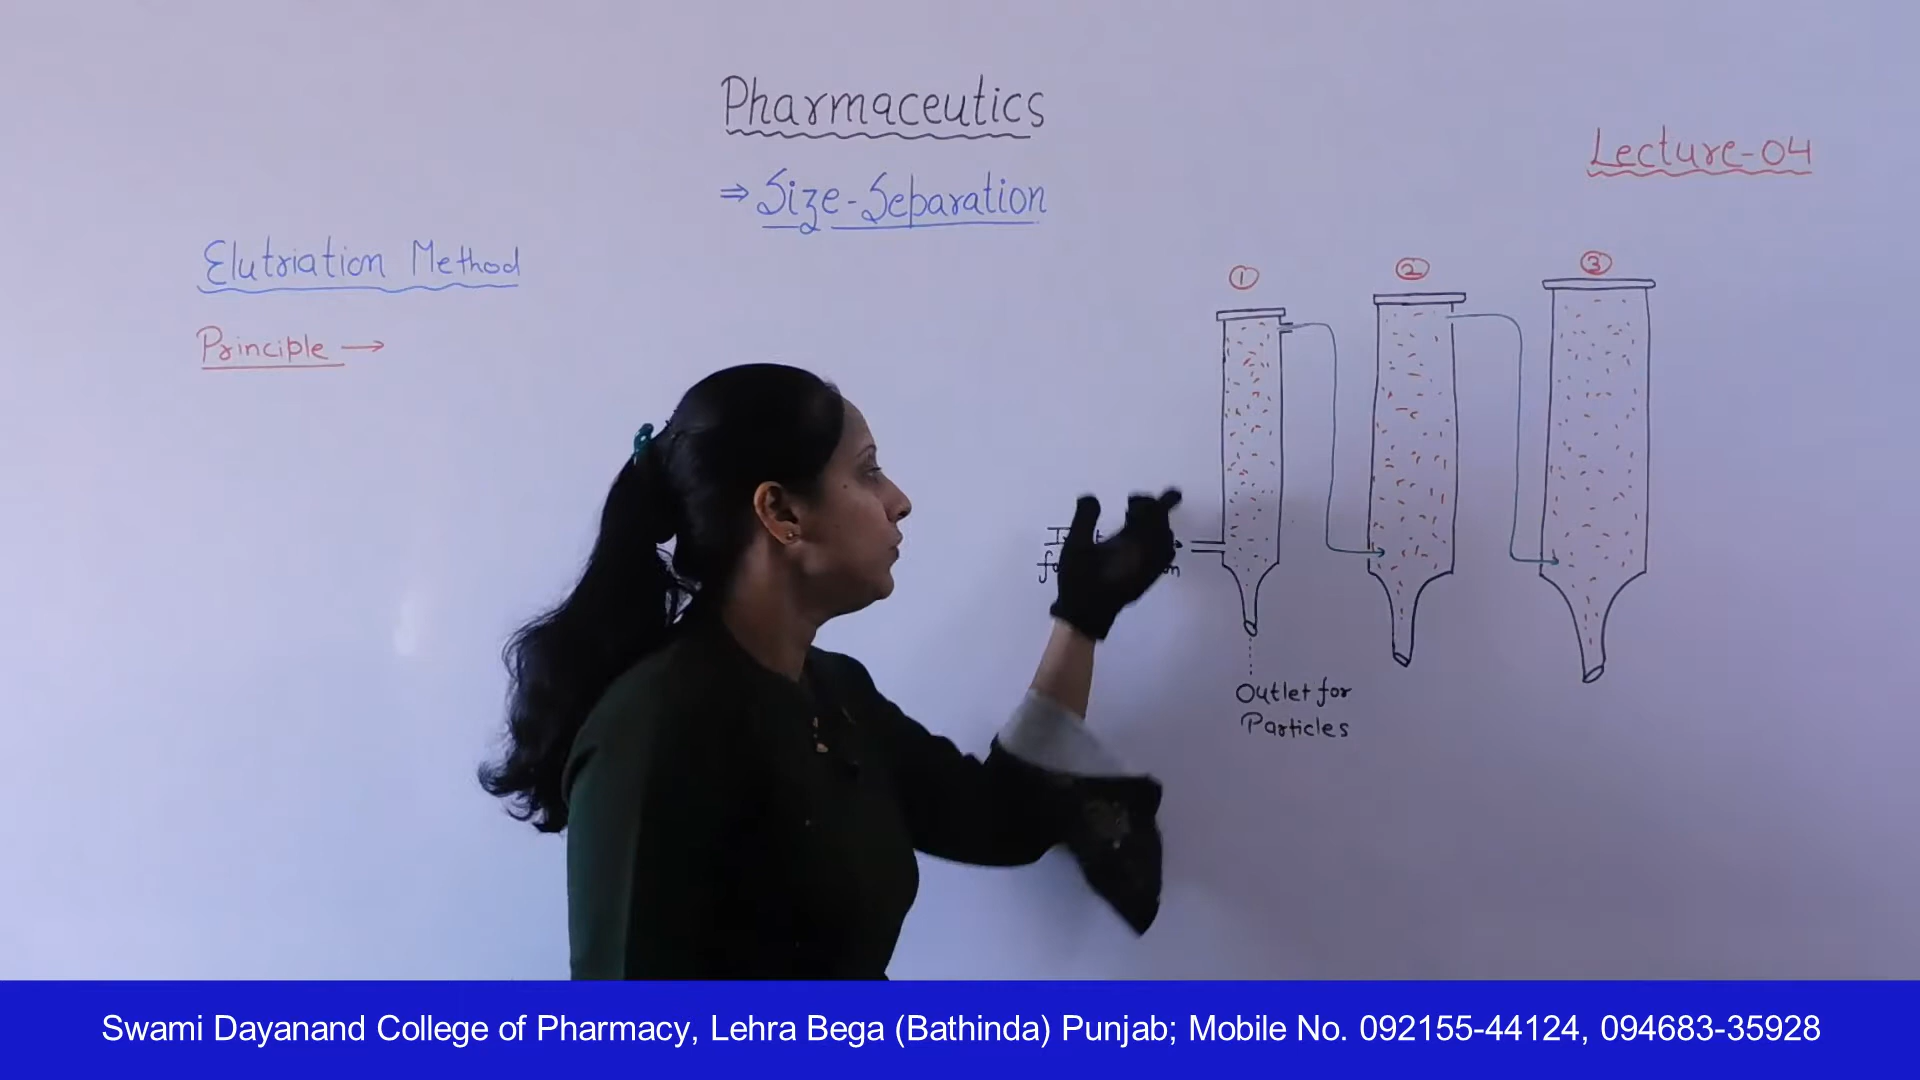 Pharmaceutics
Lecture-04
⇒ Size-Separation
Elutriation Method
Principle →
①
②
③
Outlet for
Particles
Swami Dayanand College of Pharmacy, Lehra Bega (Bathinda) Punjab; Mobile No. 092155-44124, 094683-35928